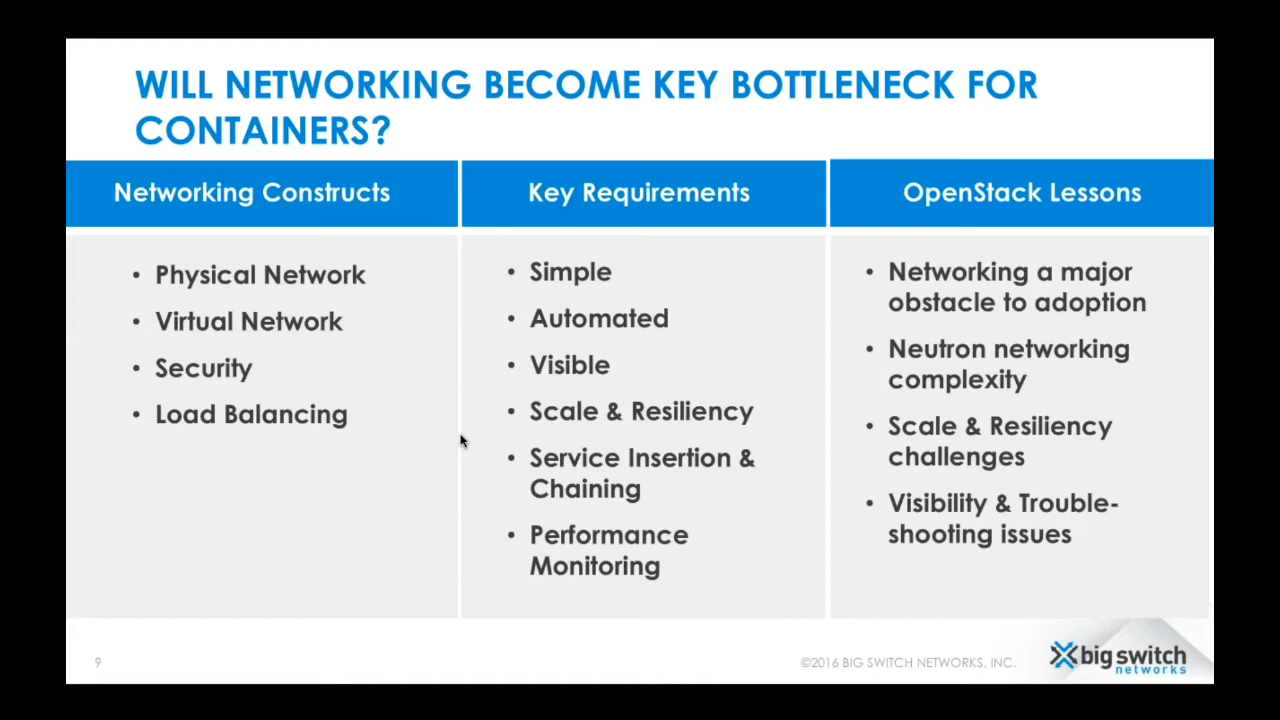 WILL NETWORKING BECOME KEY BOTTLENECK FOR
CONTAINERS?
Networking Constructs
• Physical Network
• Virtual Network
• Security
• Load Balancing
Key Requirements
• Simple
• Automated
• Visible
• Scale & Resiliency
• Service Insertion &
Chaining
• Performance
Monitoring
OpenStack Lessons
• Networking a major
obstacle to adoption
• Neutron networking
complexity
• Scale & Resiliency
challenges
• Visibility & Trouble-
shooting issues
9
©2016 BIG SWITCH NETWORKS, INC.
big switch
networks